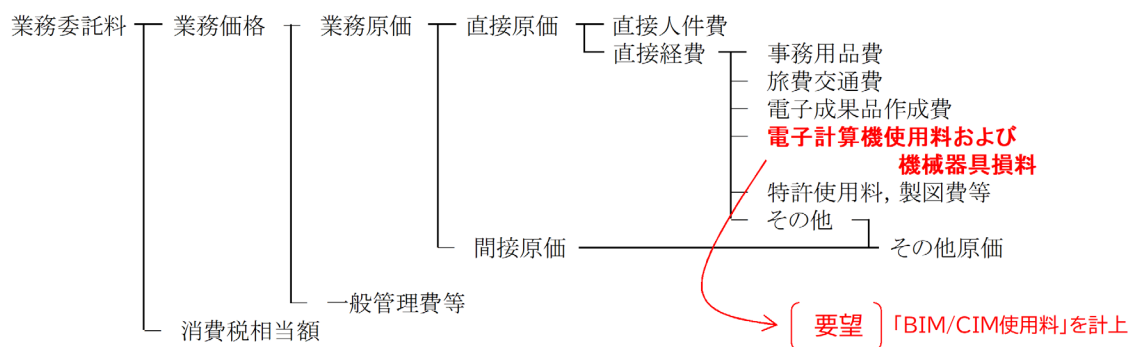 業務委託料 業務価格 業務原価 直接原価 直接人件費
直接経費 事務用品費
旅費交通費
電子成果品作成費
電子計算機使用料および
機械器具損料
特許使用料, 製図費等
その他
間接原価 その他原価
一般管理費等
消費税相当額
要望 「BIM/CIM使用料」を計上